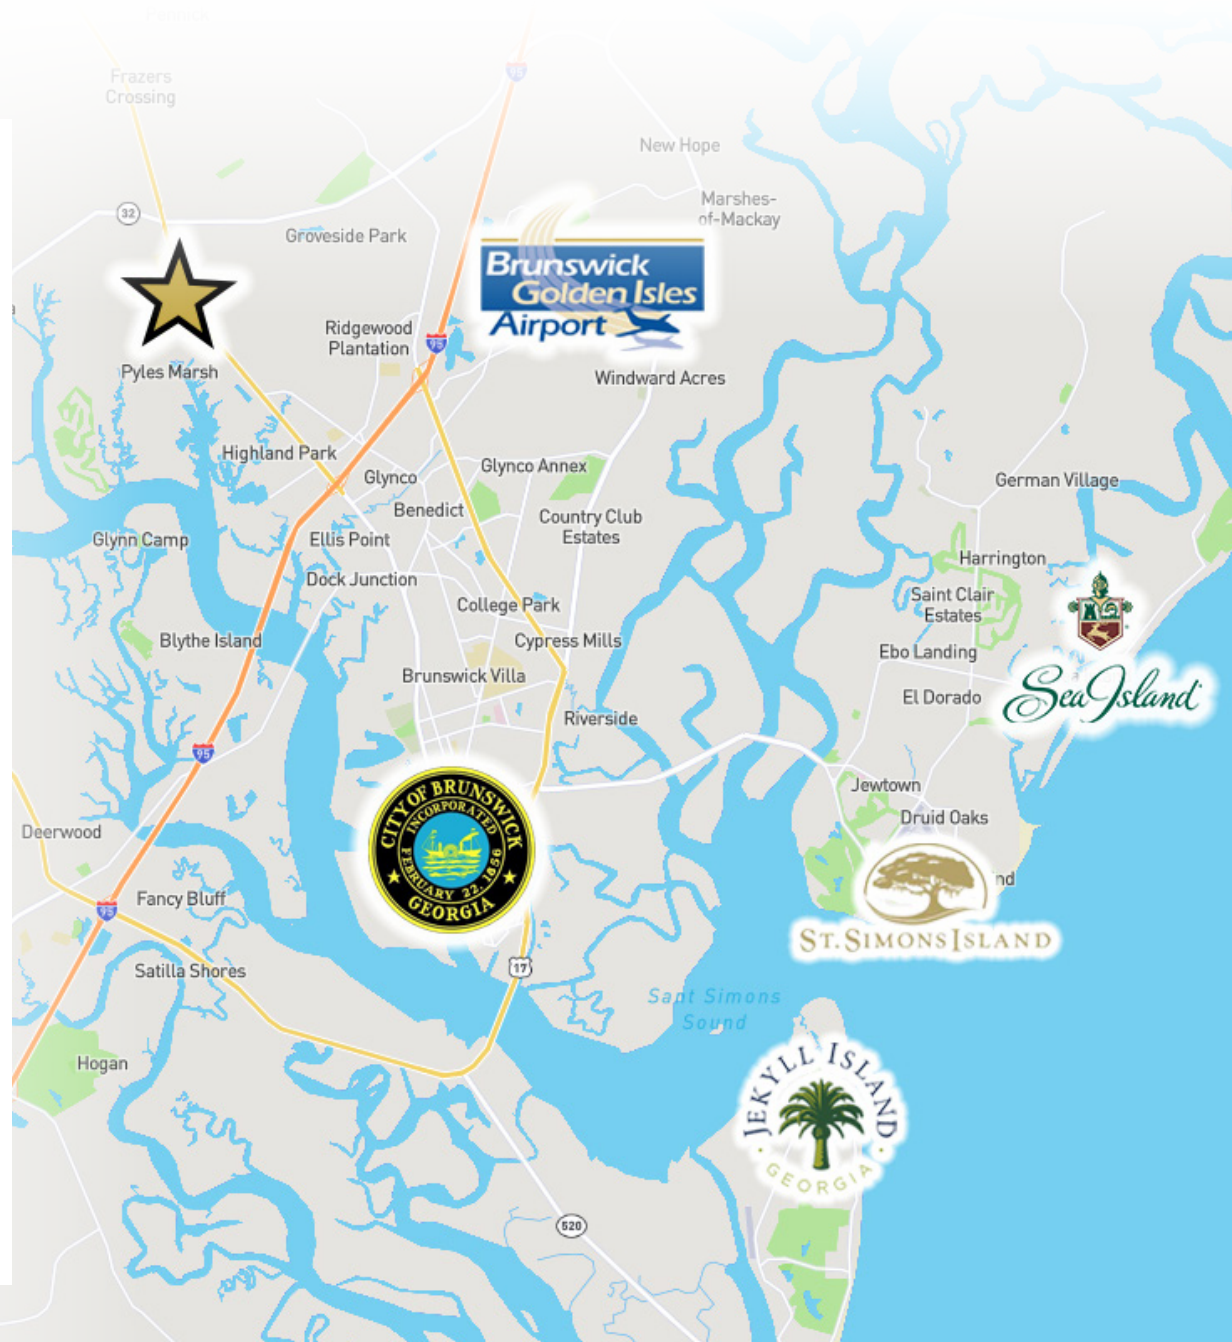 Frazers
Crossing
95
New Hope
Marshes-
of-Mackay
32
Groveside Park
Brunswick
Golden Isles
Airport
Ridgewood
Plantation
95
Pyles Marsh
Windward Acres
Highland Park
Glynco
Glynco Annex
German Village
Benedict
Country Club
Estates
Glynn Camp
Ellis Point
Harrington
Dock Junction
Saint Clair
Estates
College Park
Blythe Island
Cypress Mills
Ebo Landing
Brunswick Villa
El Dorado
Sea Island
Riverside
95
Jewtown
CITY OF BRUNSWICK
INCORPORATED
FEBRUARY 22, 1856
GEORGIA
Druid Oaks
Deerwood
nd
Fancy Bluff
95
ST. SIMONS ISLAND
Satilla Shores
17
Sant Simons
Sound
Hogan
JEKYLL ISLAND
• GEORGIA •
520